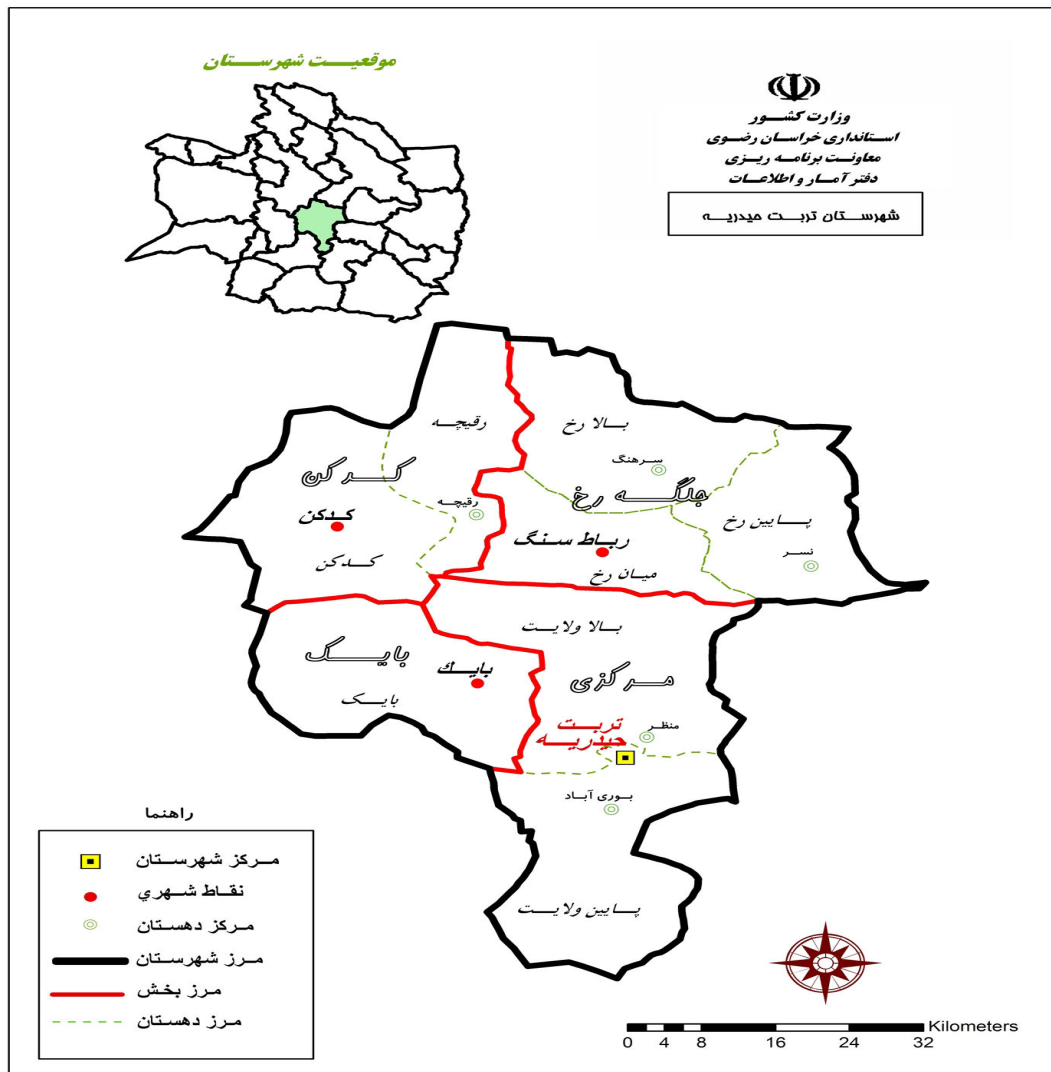 موقعیت شهرستان
وزارت کشور
استانداری خراسان رضوی
معاونت برنامه ریزی
دفتر آمار و اطلاعات
شهرستان تربت حیدریه
رقیچه
بالا رخ
کدکن
سرهنگ
جلگه رخ
رقیچه
کدکن
پایین رخ
رباط سنگ
نسر
کدکن
میان رخ
بالا ولایت
بایک
بایك
مرکزی
بایک
تربت
حیدریه
منظر
بوری آباد
پایین ولایت
راهنما
مرکز شهرستان
نقاط شهري
مرکز دهستان
مرز شهرستان
مرز بخش
مرز دهستان
Kilometers
0 4 8 16 24 32